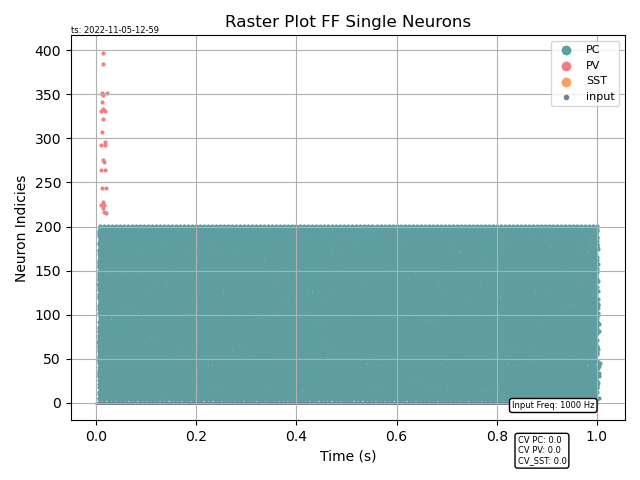 Raster Plot FF Single Neurons
ts: 2022-11-05-12-59
PC
PV
SST
input
400
350
300
250
200
150
100
50
0
Neuron Indicies
Input Freq: 1000 Hz
0.0 0.2 0.4 0.6 0.8 1.0
Time (s)
CV PC: 0.0
CV PV: 0.0
CV_SST: 0.0